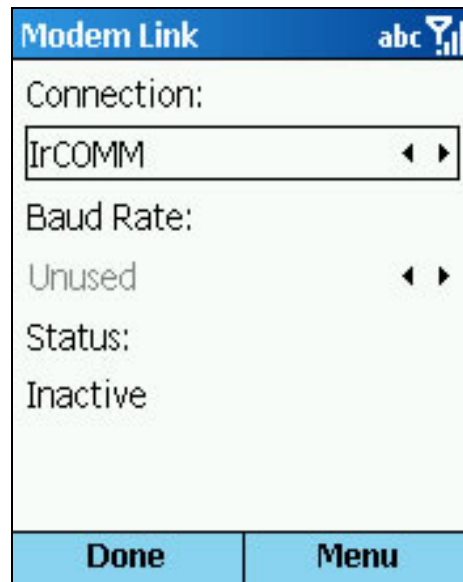 Modem Link abc
Connection:
IrCOMM
Baud Rate:
Unused
Status:
Inactive
Done Menu